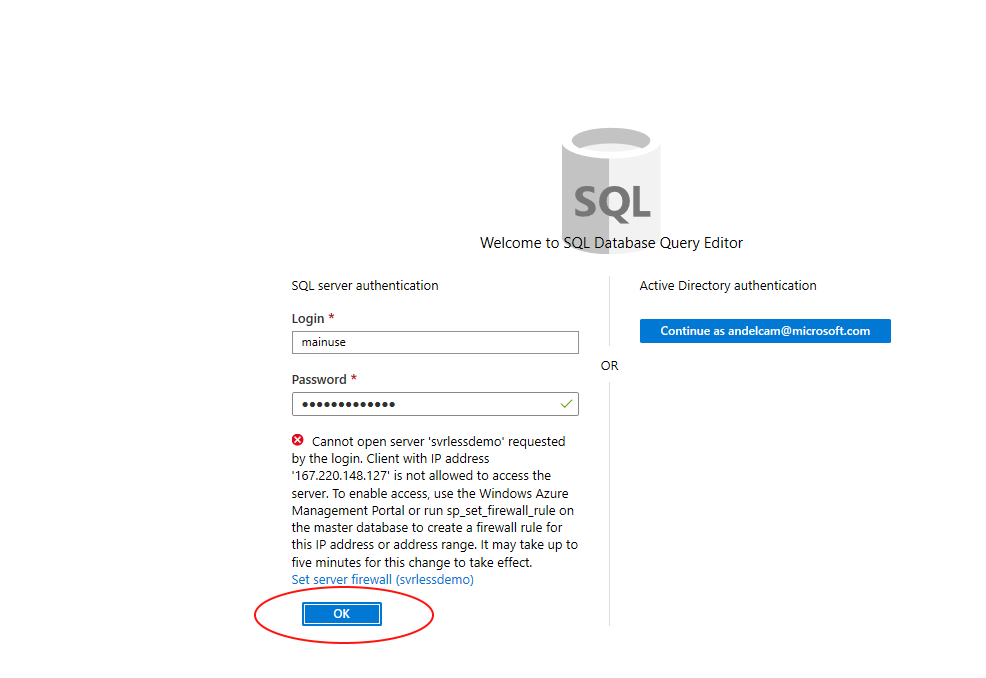 SQL
Welcome to SQL Database Query Editor
SQL server authentication
Login *
mainuse
Password *
•••••••••••••
Cannot open server 'svrlessdemo' requested
by the login. Client with IP address
'167.220.148.127' is not allowed to access the
server. To enable access, use the Windows Azure
Management Portal or run sp_set_firewall_rule on
the master database to create a firewall rule for
this IP address or address range. It may take up to
five minutes for this change to take effect.
Set server firewall (svrlessdemo)
OK
OR
Active Directory authentication
Continue as andelcam@microsoft.com